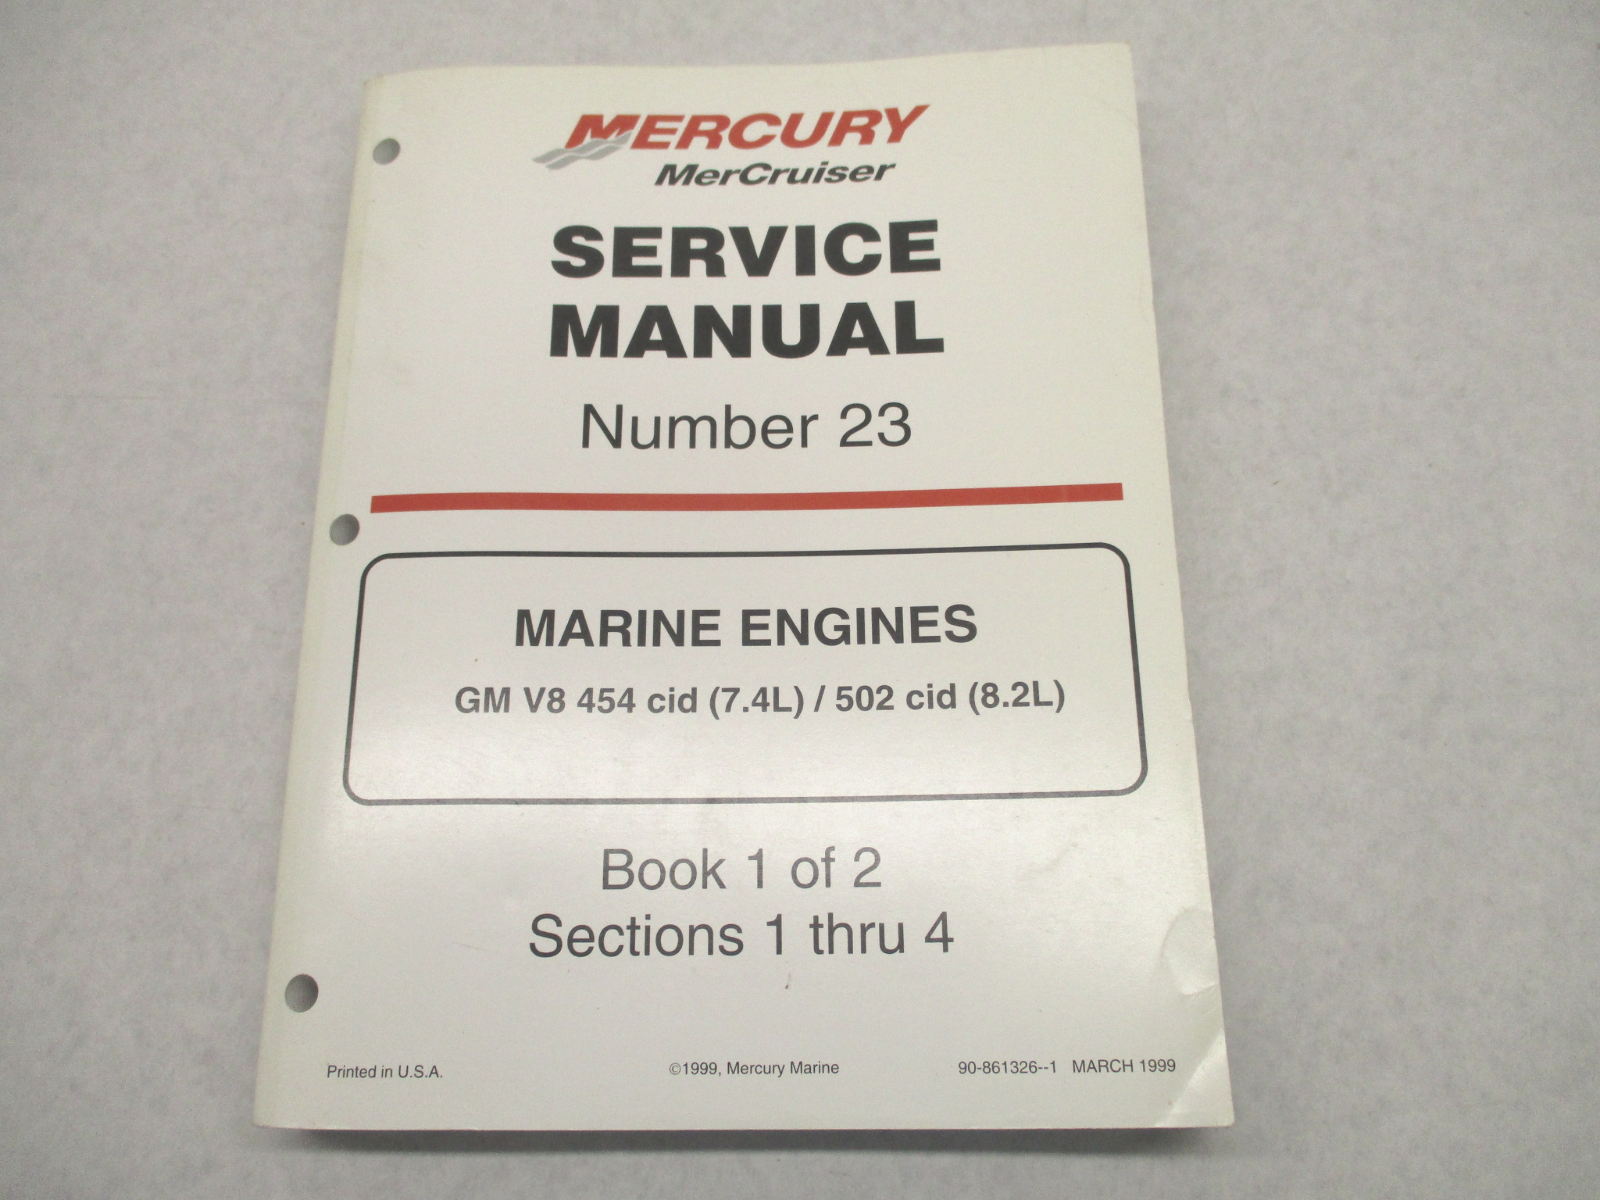 MERCURY
MerCruiser
SERVICE
MANUAL
Number 23
MARINE ENGINES
GM V8 454 cid (7.4L) / 502 cid (8.2L)
Book 1 of 2
Sections 1 thru 4
Printed in U.S.A.
©1999, Mercury Marine
90-861326--1 MARCH 1999